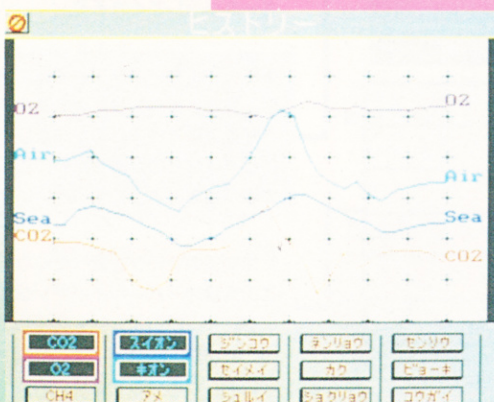 ヒストリー
O2 O2
Air Air
Sea Sea
CO2 CO2
CO2 スイオン ジンコウ ネンリョウ センソウ
O2 キオン セイメイ カク ビョーキ
CH4 アメ シュルイ ショクリョウ コウガイ